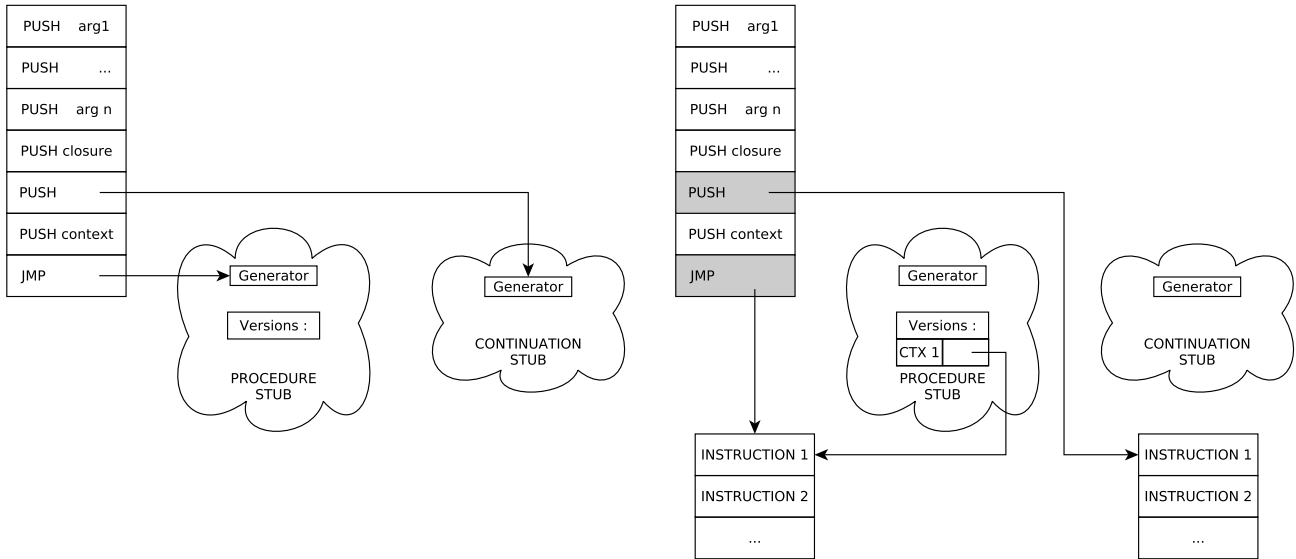 PUSH arg1
PUSH ...
PUSH arg n
PUSH closure
PUSH
PUSH context
JMP
Generator
Versions :
PROCEDURE
STUB
Generator
CONTINUATION
STUB
PUSH arg1
PUSH ...
PUSH arg n
PUSH closure
PUSH
PUSH context
JMP
Generator
Versions :
CTX 1
PROCEDURE
STUB
Generator
CONTINUATION
STUB
INSTRUCTION 1
INSTRUCTION 2
...
INSTRUCTION 1
INSTRUCTION 2
...